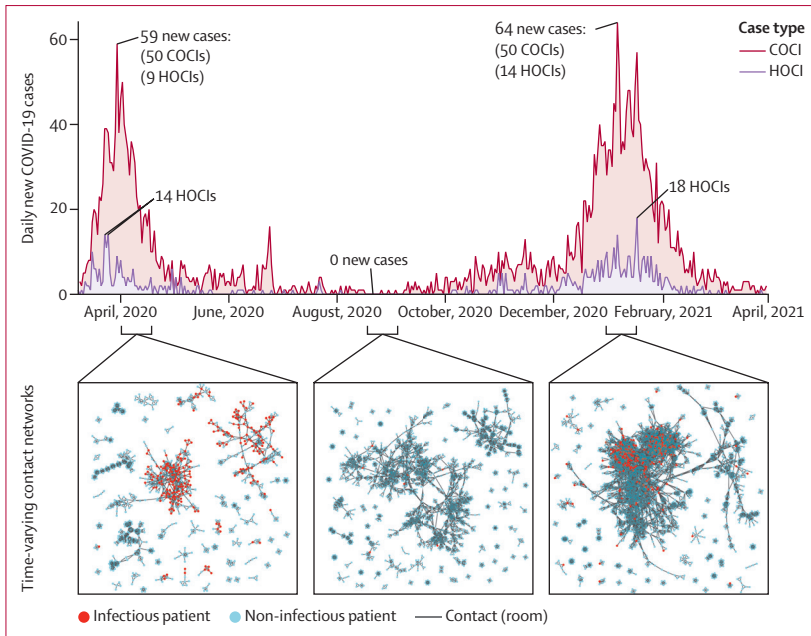 59 new cases:
(50 COCIs)
(9 HOCIs)
64 new cases:
(50 COCIs)
(14 HOCIs)
Case type
COCI
HOCI
Daily new COVID-19 cases
60
40
20
0
14 HOCIs
0 new cases
18 HOCIs
April, 2020
June, 2020
August, 2020
October, 2020
December, 2020
February, 2021
April, 2021
Time-varying contact networks
Infectious patient
Non-infectious patient
Contact (room)